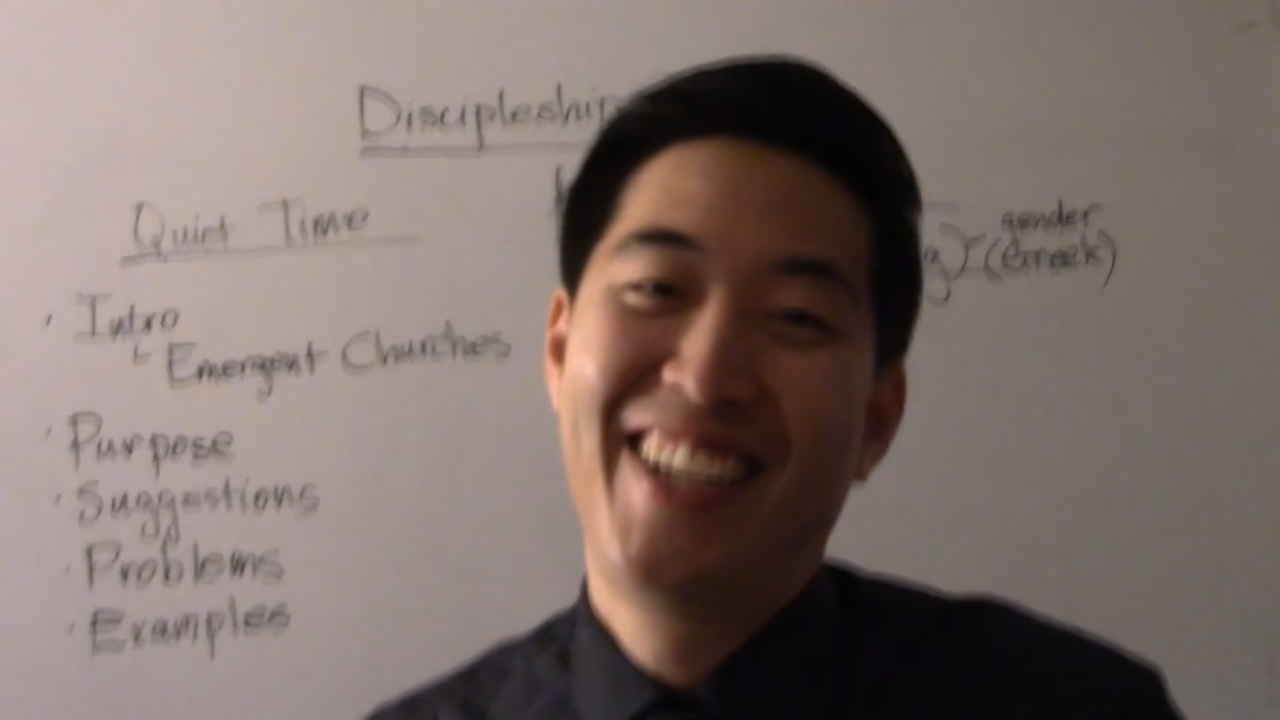 Discipleship
Quiet Time
gender
g) (Greek)
Intro
Emergent Churches
Purpose
Suggestions
Problems
Examples